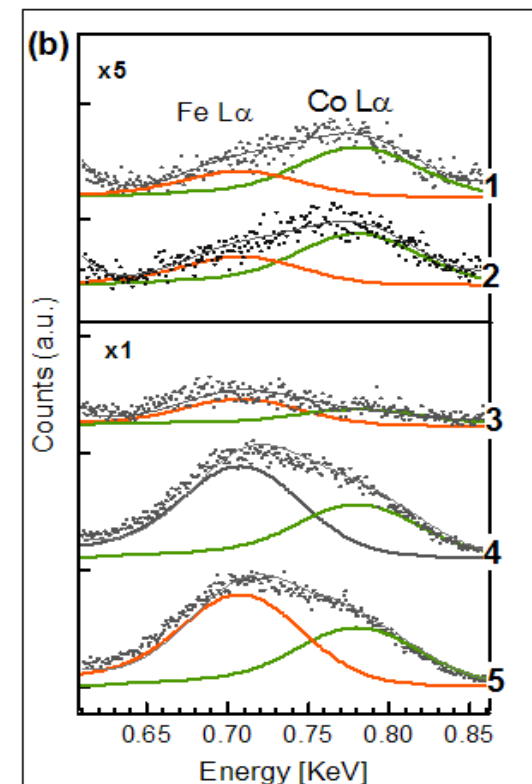 (b)
x5
Fe Lα
Co Lα
1
2
x1
3
4
5
Counts (a.u.)
0.65 0.70 0.75 0.80 0.85
Energy [KeV]